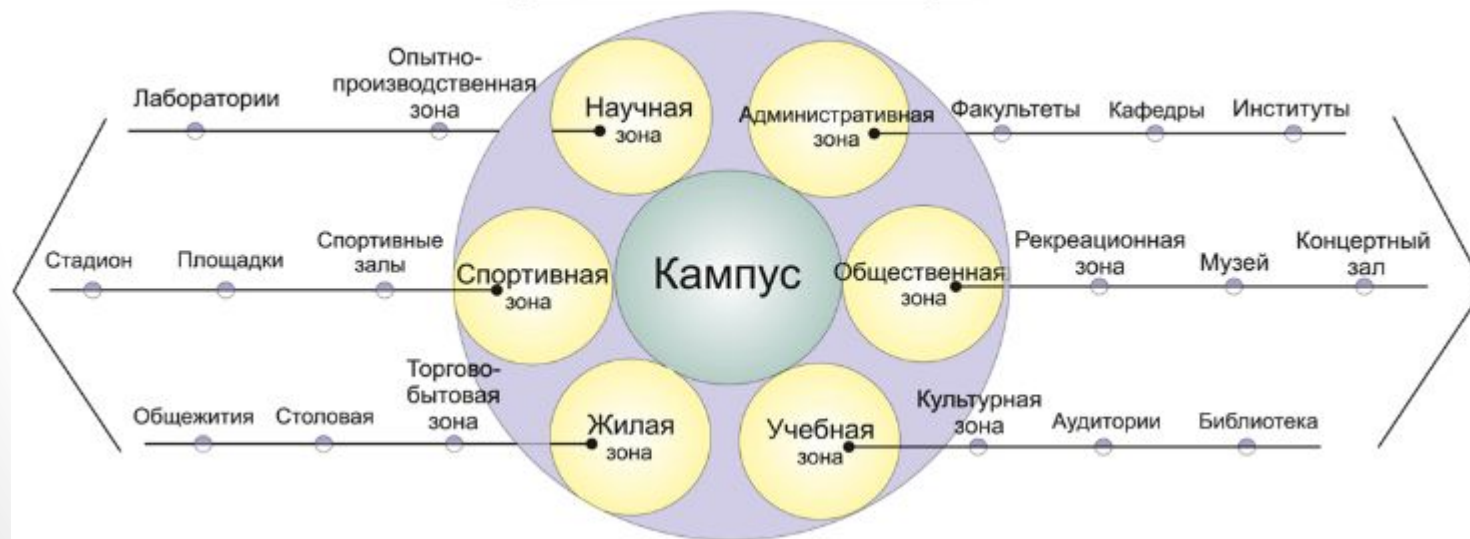 Лаборатории
Опытно-
производственная
зона
Научная
зона
Административная
зона
Факультеты
Кафедры
Институты
Стадион
Площадки
Спортивные
залы
Спортивная
зона
Кампус
Общественная
зона
Рекреационная
зона
Музей
Концертный
зал
Общежития
Столовая
Торгово-
бытовая
зона
Жилая
зона
Учебная
зона
Культурная
зона
Аудитории
Библиотека